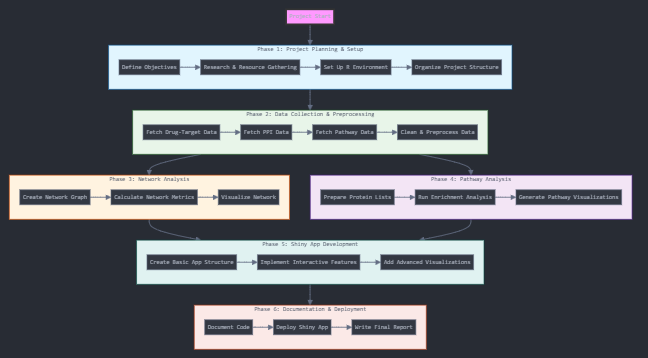 Phase 1: Project Planning & Setup
Define Objectives
Research & Resource Gathering
Set Up R Environment
Organize Project Structure
Phase 2: Data Collection & Preprocessing
Fetch Drug-Target Data
Fetch PPI Data
Fetch Pathway Data
Clean & Preprocess Data
Phase 3: Network Analysis
Create Network Graph
Calculate Network Metrics
Visualize Network
Phase 4: Pathway Analysis
Prepare Protein Lists
Run Enrichment Analysis
Generate Pathway Visualizations
Phase 5: Shiny App Development
Create Basic App Structure
Implement Interactive Features
Add Advanced Visualizations
Phase 6: Documentation & Deployment
Document Code
Deploy Shiny App
Write Final Report